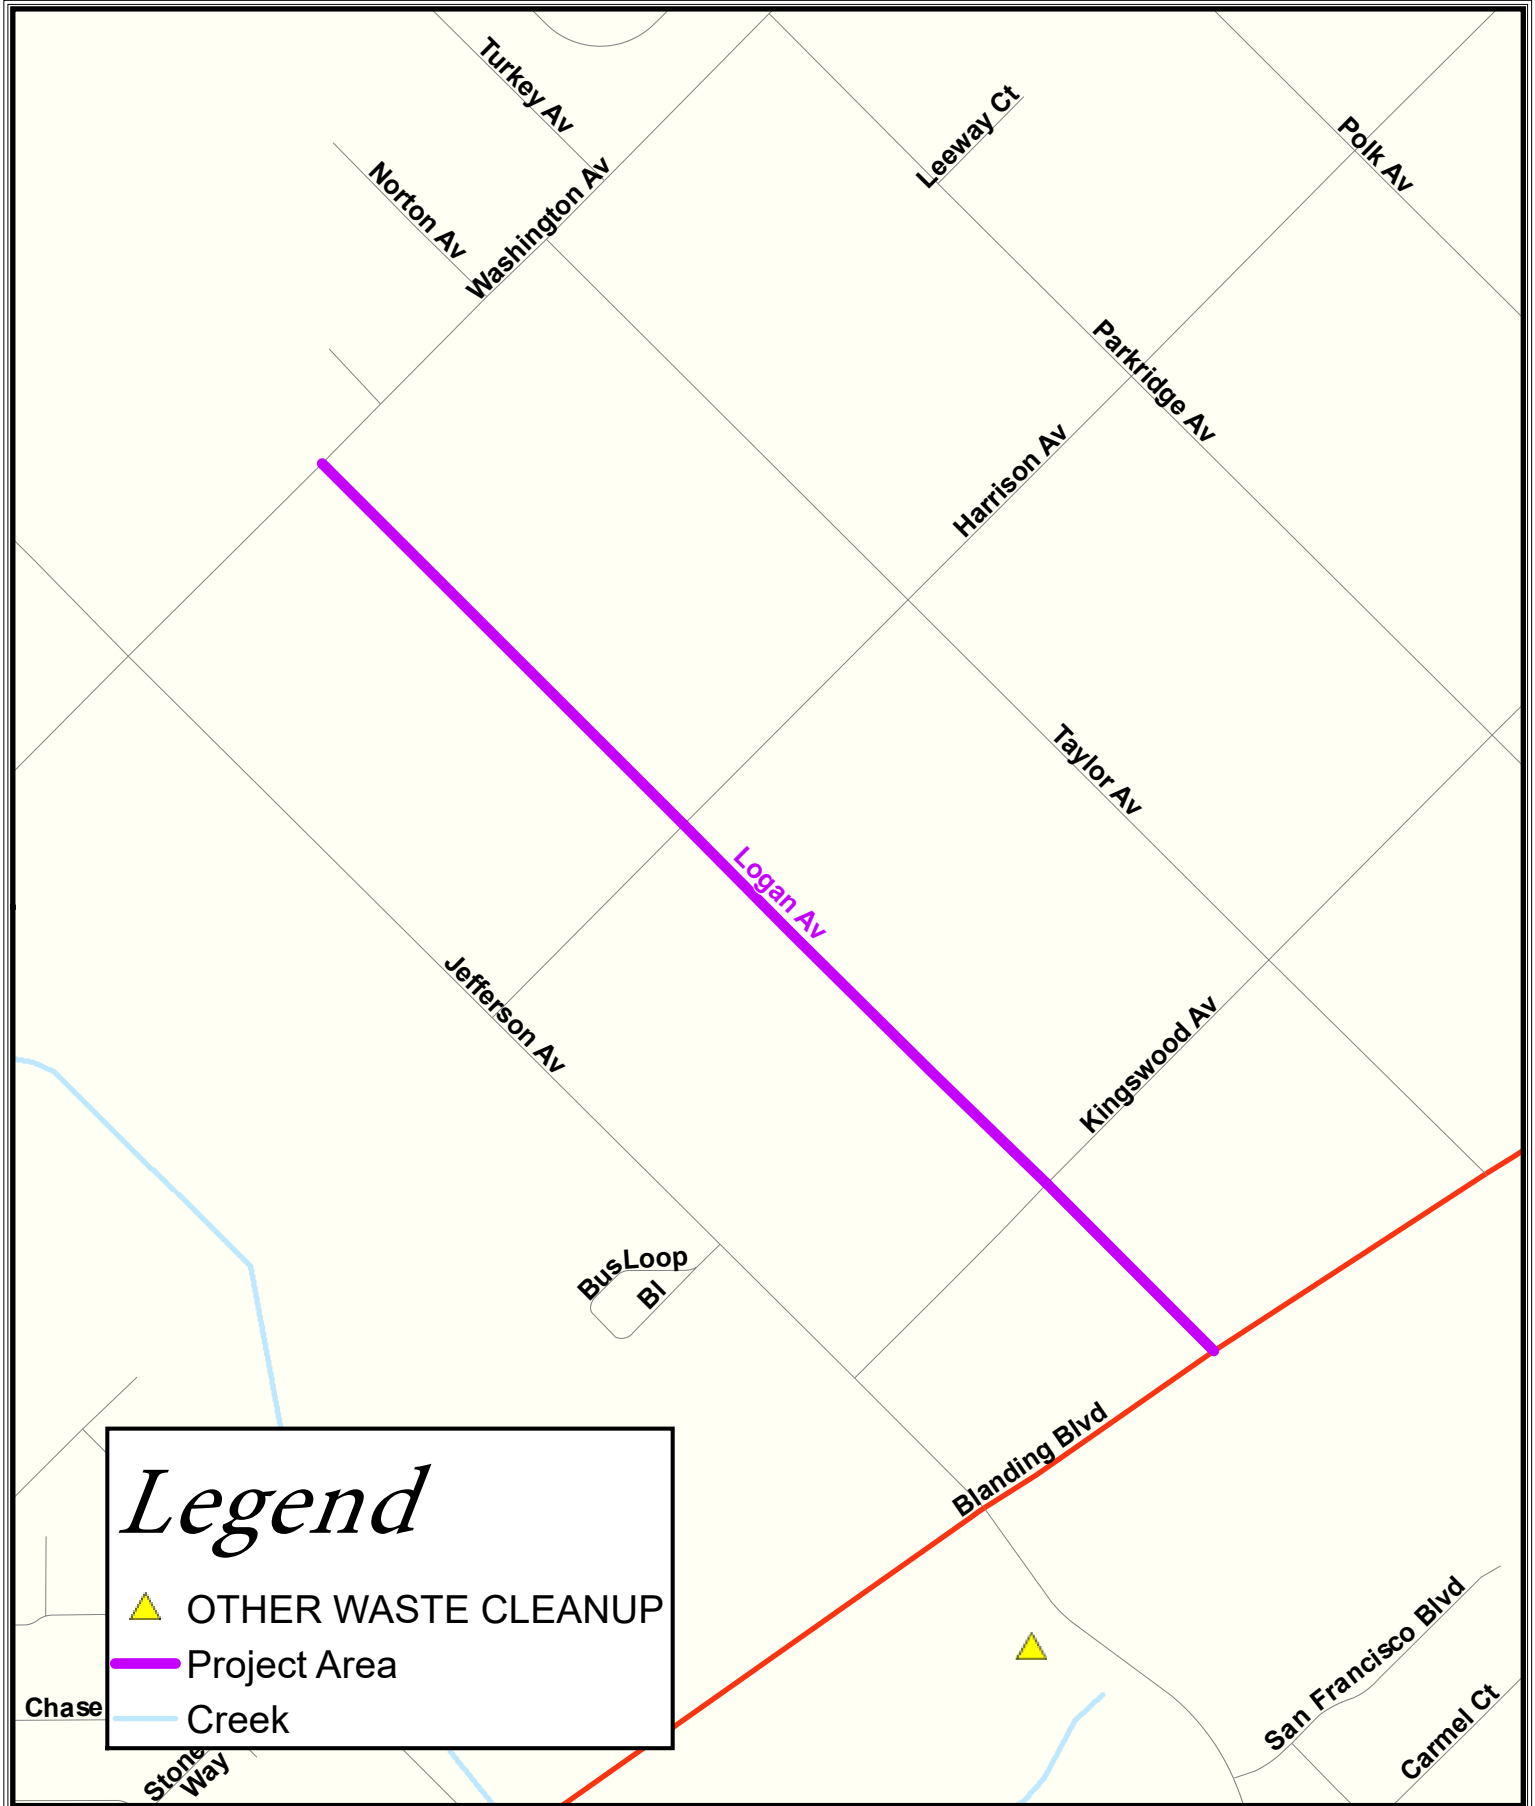 Turkey Av
Leeway Ct
Polk Av
Norton Av
Washington Av
Parkridge Av
Harrison Av
Taylor Av
Logan Av
Jefferson Av
Kingswood Av
Bus Loop
Bl
Blanding Blvd
Legend
OTHER WASTE CLEANUP
Project Area
Creek
San Francisco Blvd
Carmel Ct
Chase
Stone
Way